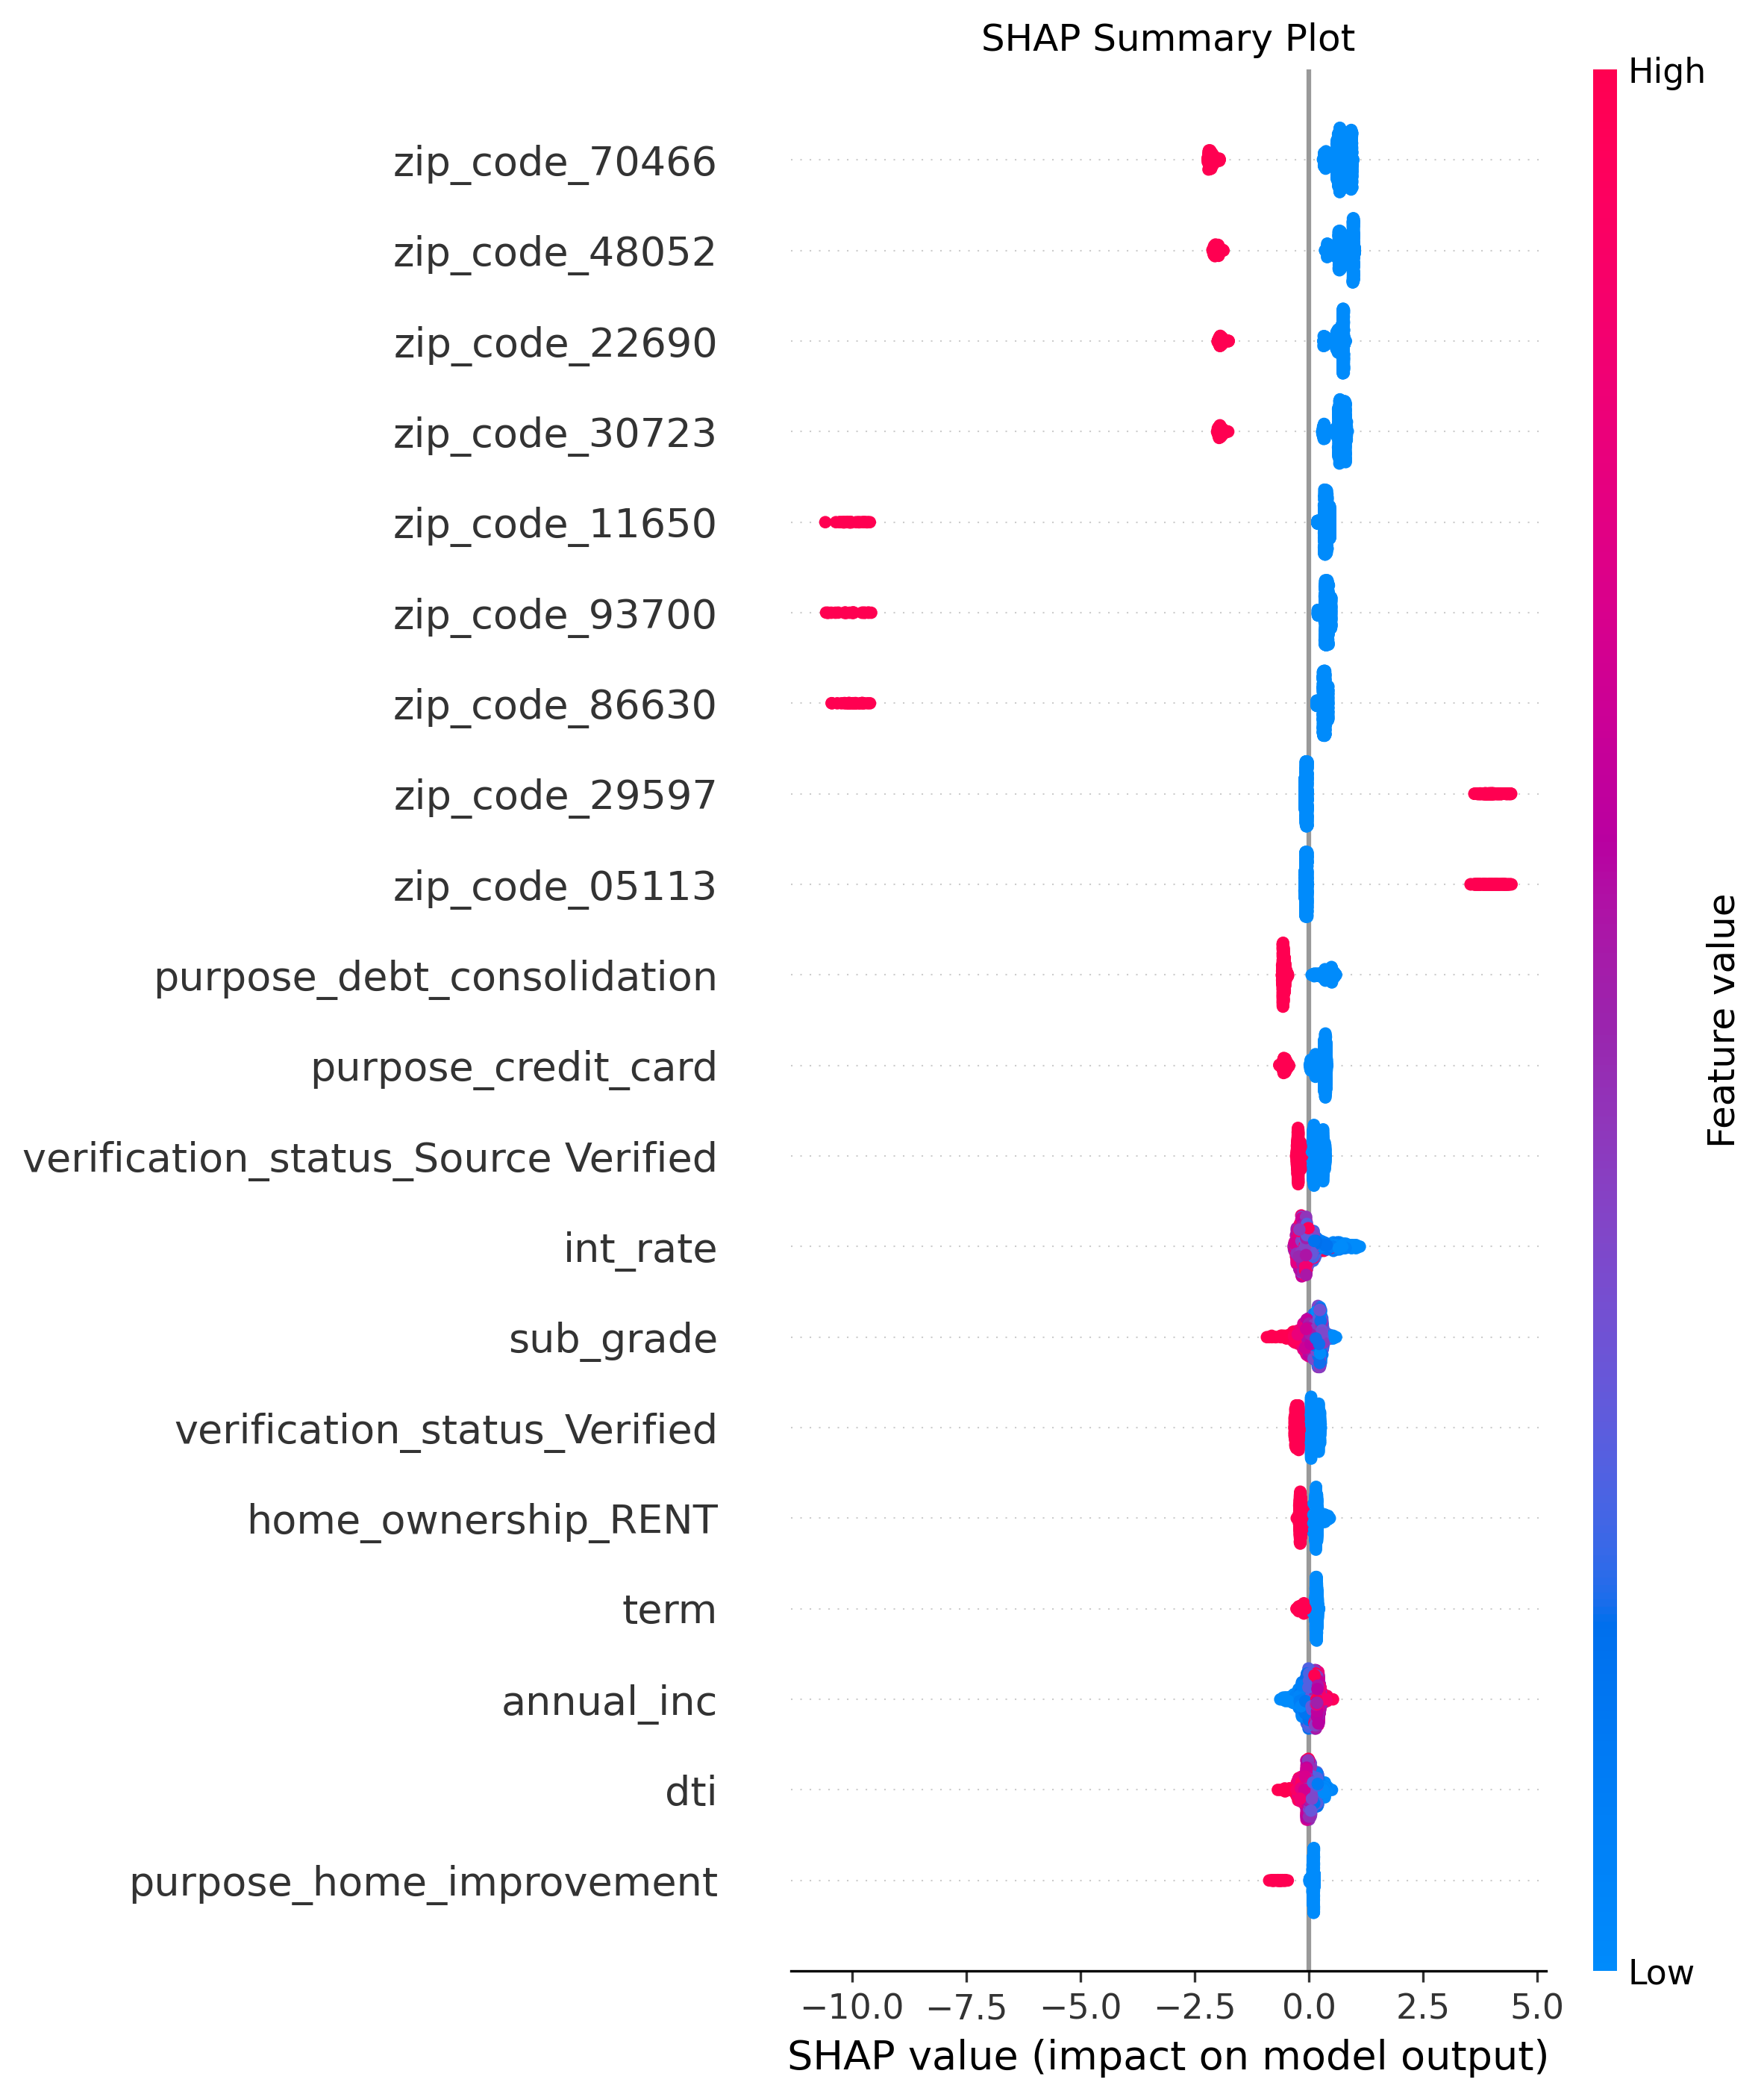 SHAP Summary Plot
High
zip_code_70466
zip_code_48052
zip_code_22690
zip_code_30723
zip_code_11650
zip_code_93700
zip_code_86630
zip_code_29597
zip_code_05113
purpose_debt_consolidation
purpose_credit_card
verification_status_Source Verified
int_rate
sub_grade
verification_status_Verified
home_ownership_RENT
term
annual_inc
dti
purpose_home_improvement
Feature value
Low
−10.0 −7.5 −5.0 −2.5 0.0 2.5 5.0
SHAP value (impact on model output)